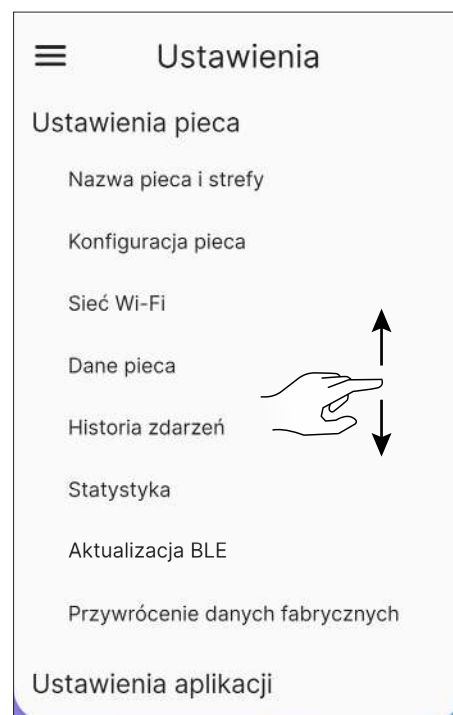 Ustawienia
Ustawienia pieca
Nazwa pieca i strefy
Konfiguracja pieca
Sieć Wi-Fi
Dane pieca
Historia zdarzeń
Statystyka
Aktualizacja BLE
Przywrócenie danych fabrycznych
Ustawienia aplikacji